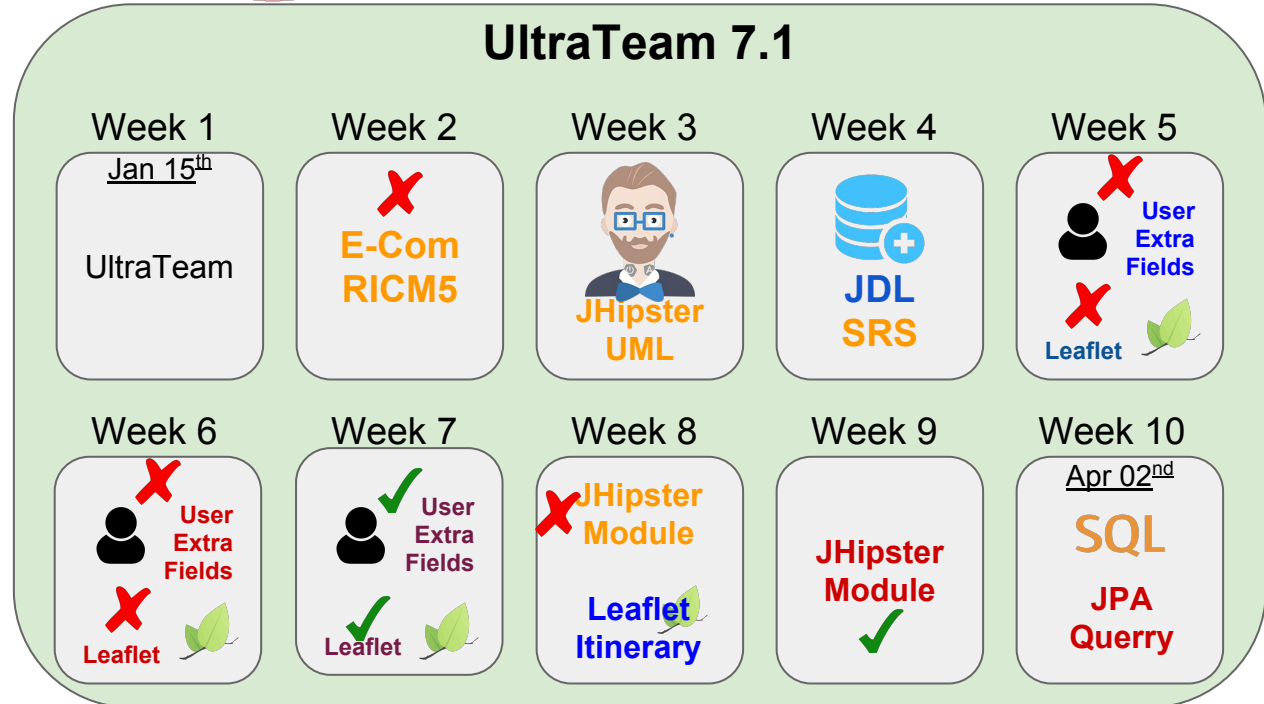 UltraTeam 7.1
Week 1
Jan 15th
UltraTeam
Week 2
E-Com
RICM5
Week 3
JHipster
UML
Week 4
JDL
SRS
Week 5
User
Extra
Fields
Leaflet
Week 6
User
Extra
Fields
Leaflet
Week 7
User
Extra
Fields
Leaflet
Week 8
JHipster
Module
Leaflet
Itinerary
Week 9
JHipster
Module
Week 10
Apr 02nd
SQL
JPA
Querry